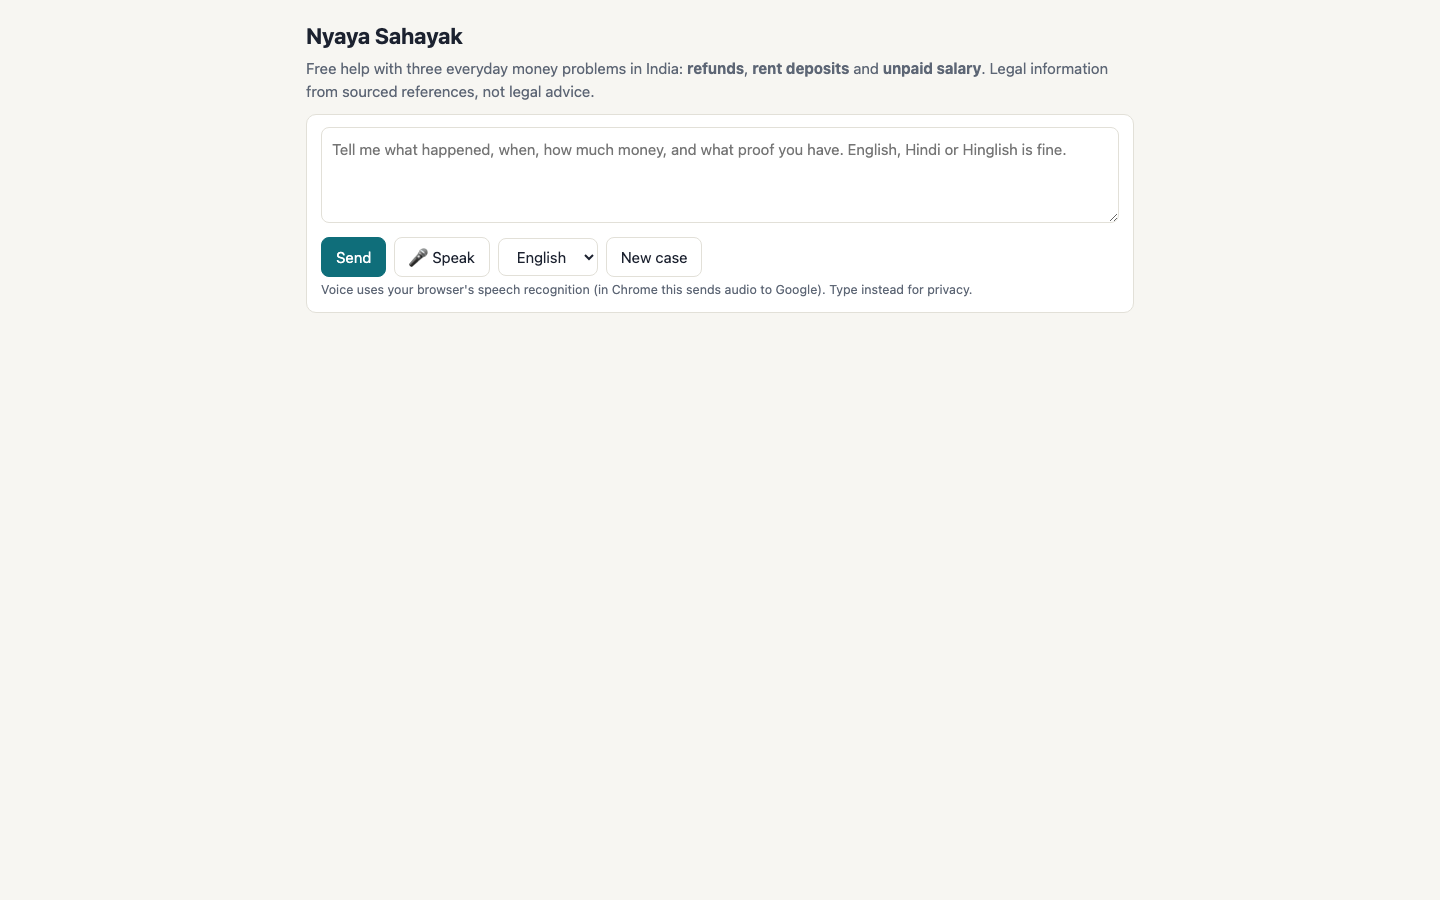 Nyaya Sahayak
Free help with three everyday money problems in India: refunds, rent deposits and unpaid salary. Legal information
from sourced references, not legal advice.
Tell me what happened, when, how much money, and what proof you have. English, Hindi or Hinglish is fine.
Send
🎤 Speak
English
New case
Voice uses your browser's speech recognition (in Chrome this sends audio to Google). Type instead for privacy.